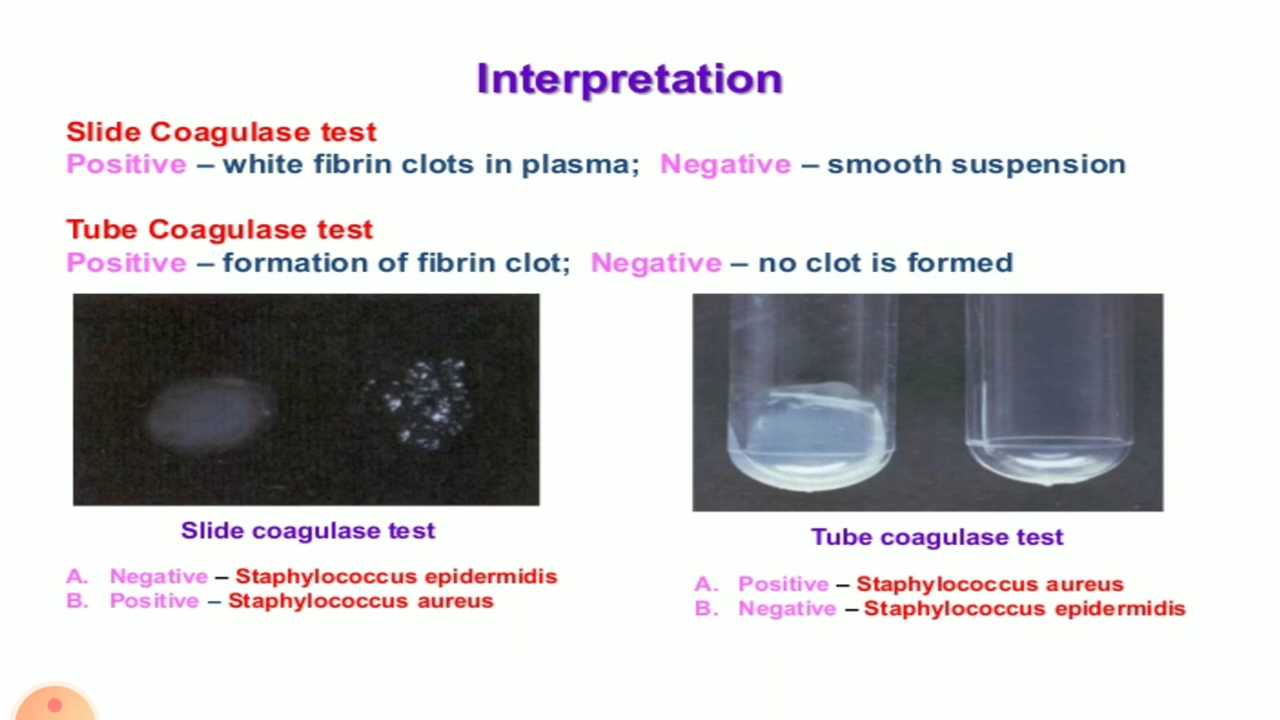 Interpretation
Slide Coagulase test
Positive – white fibrin clots in plasma; Negative – smooth suspension
Tube Coagulase test
Positive – formation of fibrin clot; Negative – no clot is formed
Slide coagulase test
A. Negative – Staphylococcus epidermidis
B. Positive – Staphylococcus aureus
Tube coagulase test
A. Positive – Staphylococcus aureus
B. Negative – Staphylococcus epidermidis